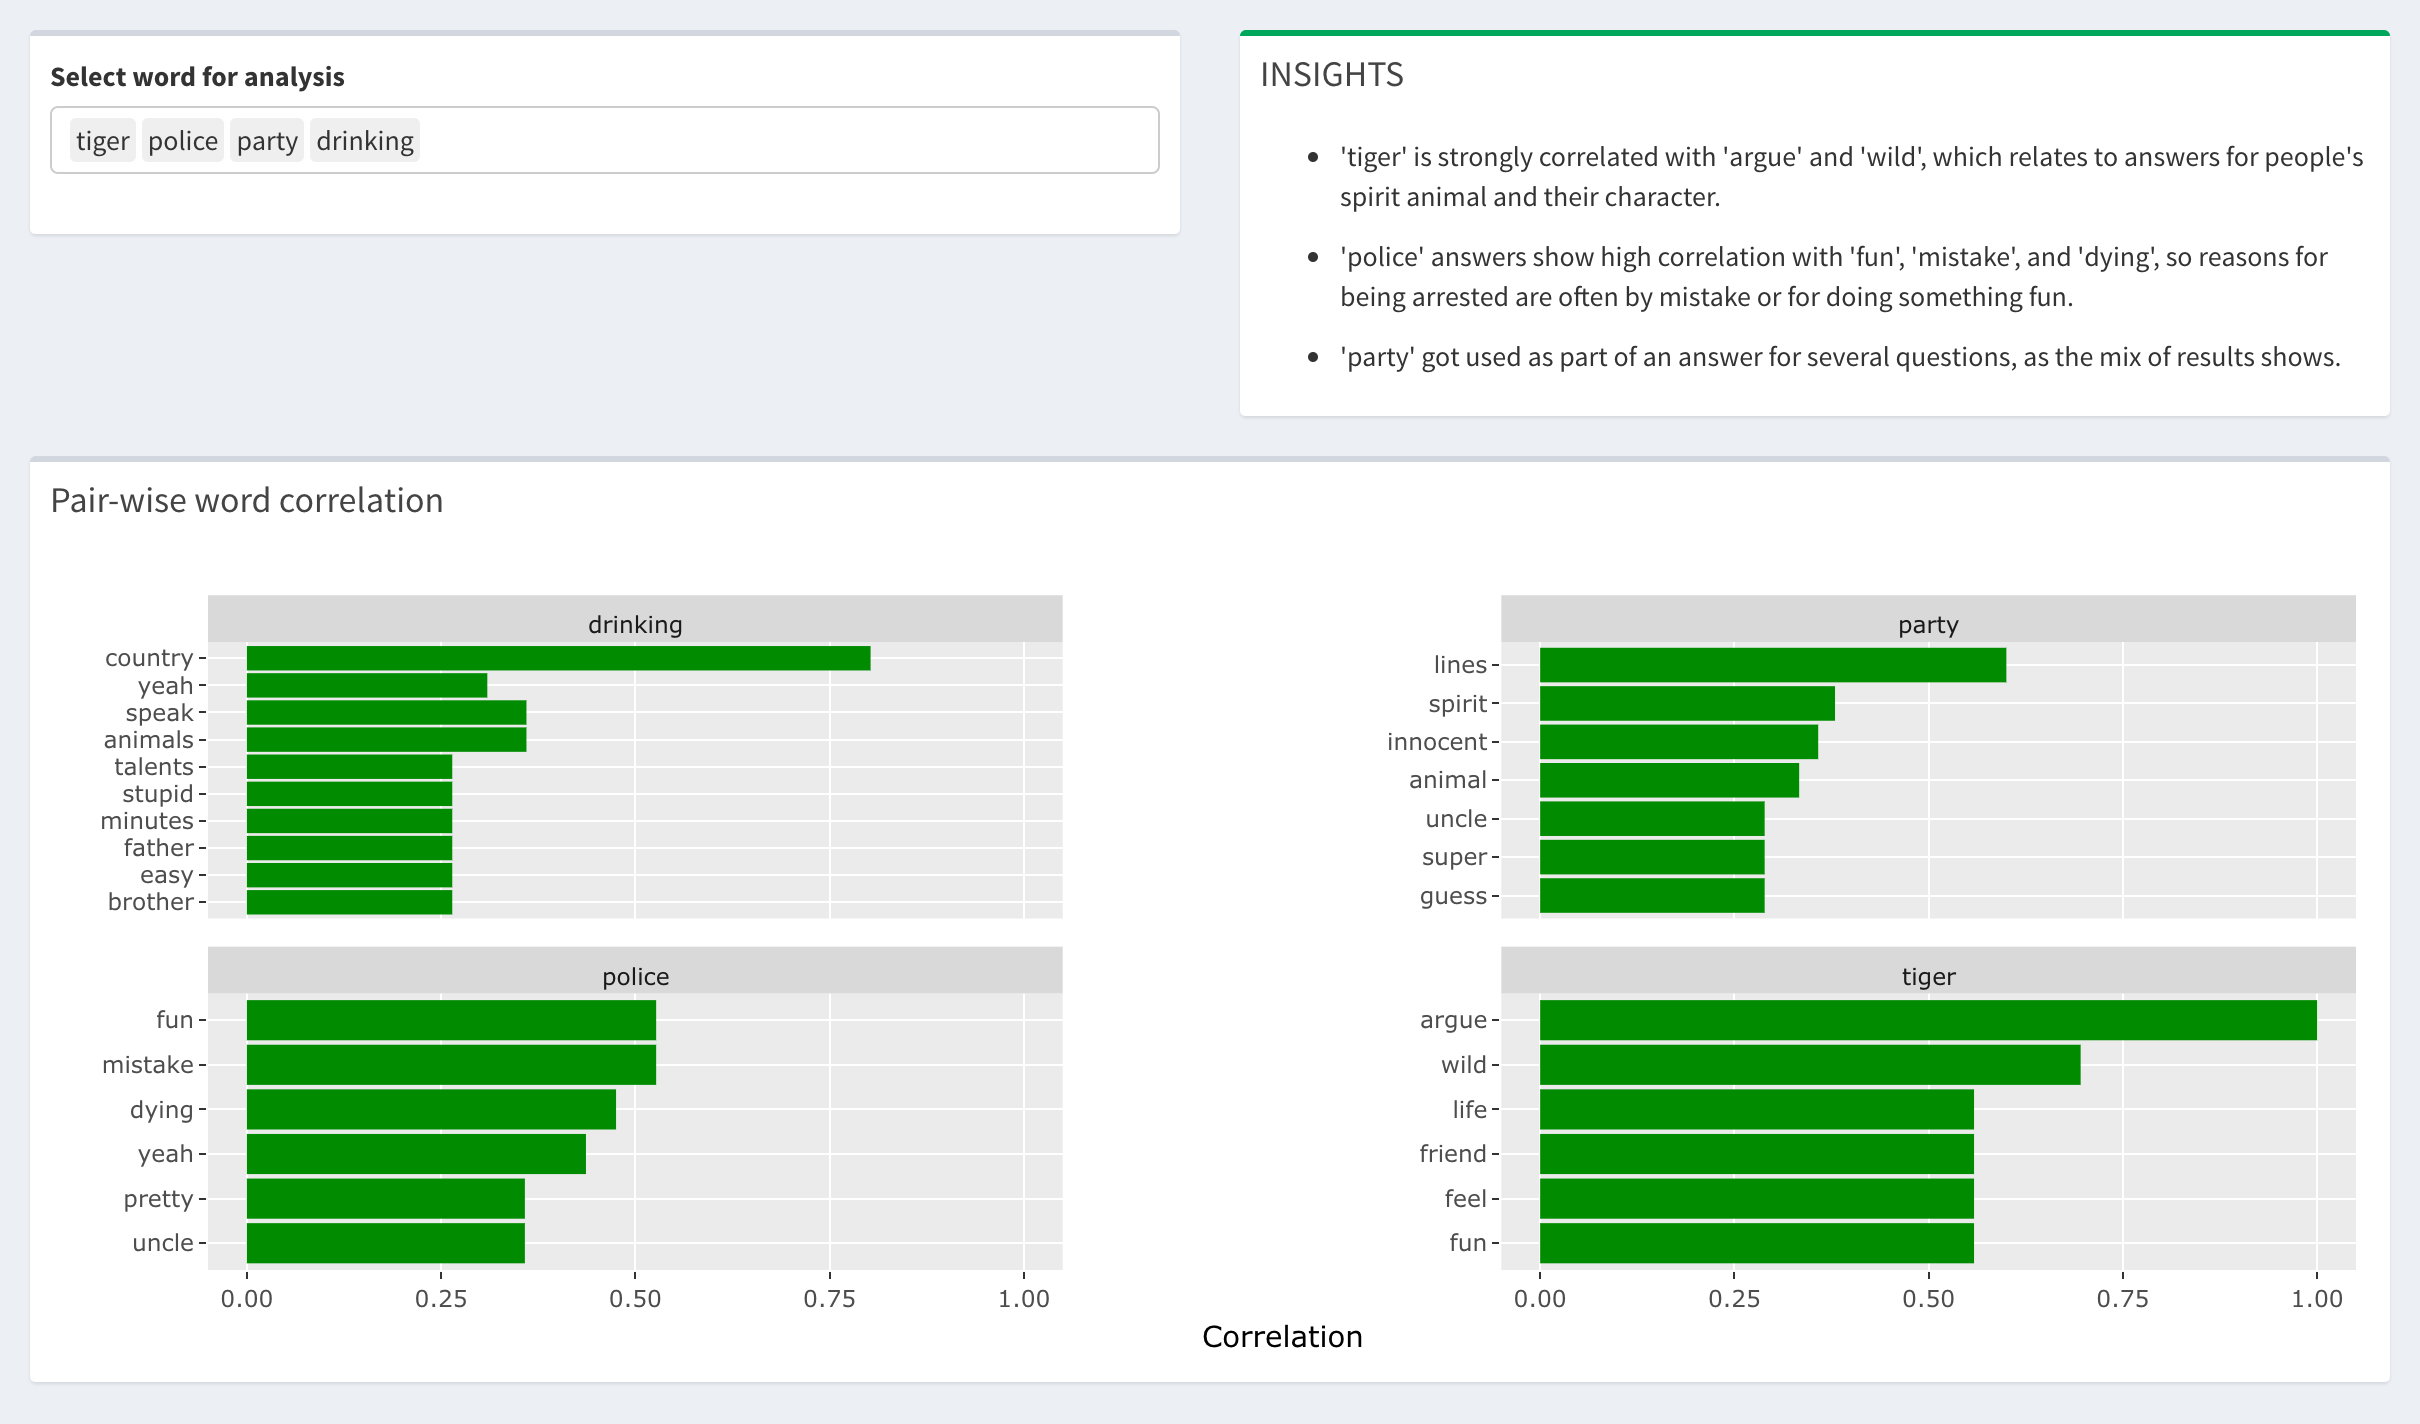 Select word for analysis
tiger police party drinking
INSIGHTS
'tiger' is strongly correlated with 'argue' and 'wild', which relates to answers for people's
spirit animal and their character.
'police' answers show high correlation with 'fun', 'mistake', and 'dying', so reasons for
being arrested are often by mistake or for doing something fun.
'party' got used as part of an answer for several questions, as the mix of results shows.
Pair-wise word correlation
drinking
country
yeah
speak
animals
talents
stupid
minutes
father
easy
brother
party
lines
spirit
innocent
animal
uncle
super
guess
police
fun
mistake
dying
yeah
pretty
uncle
0.00 0.25 0.50 0.75 1.00
tiger
argue
wild
life
friend
feel
fun
0.00 0.25 0.50 0.75 1.00
Correlation